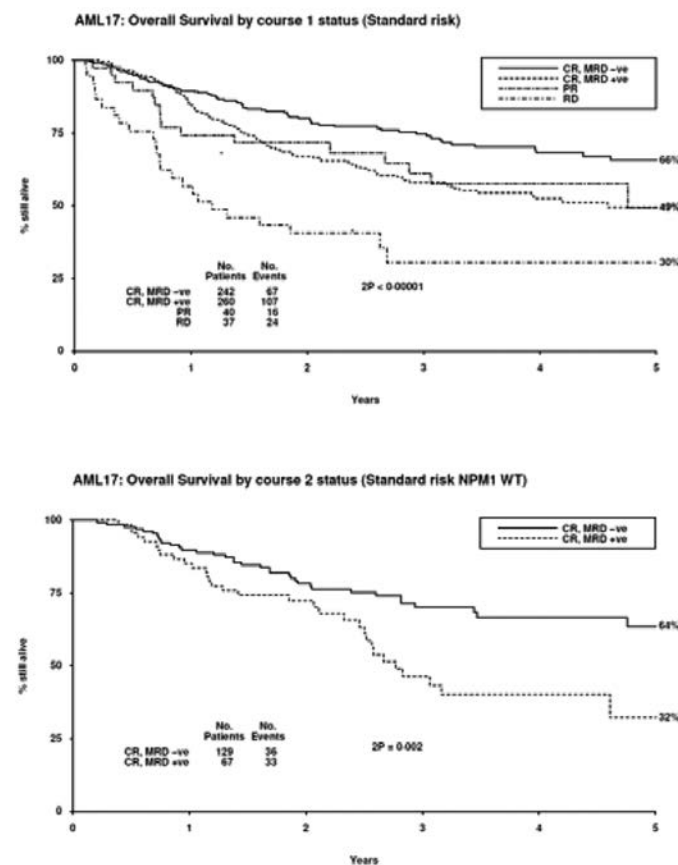 AML17: Overall Survival by course 1 status (Standard risk)
100
CR, MRD −ve
CR, MRD +ve
PR
RD
75
66%
% still alive
50
49%
No. No.
Patients Events
30%
25
CR, MRD −ve 242 67
2P < 0·00001
CR, MRD +ve 260 107
PR 40 16
RD 37 24
0
0 1 2 3 4 5
Years
AML17: Overall Survival by course 2 status (Standard risk NPM1 WT)
100
CR, MRD −ve
CR, MRD +ve
75
64%
% still alive
50
32%
25
No. No.
Patients Events
CR, MRD −ve 129 36
2P = 0·002
CR, MRD +ve 67 33
0
0 1 2 3 4 5
Years